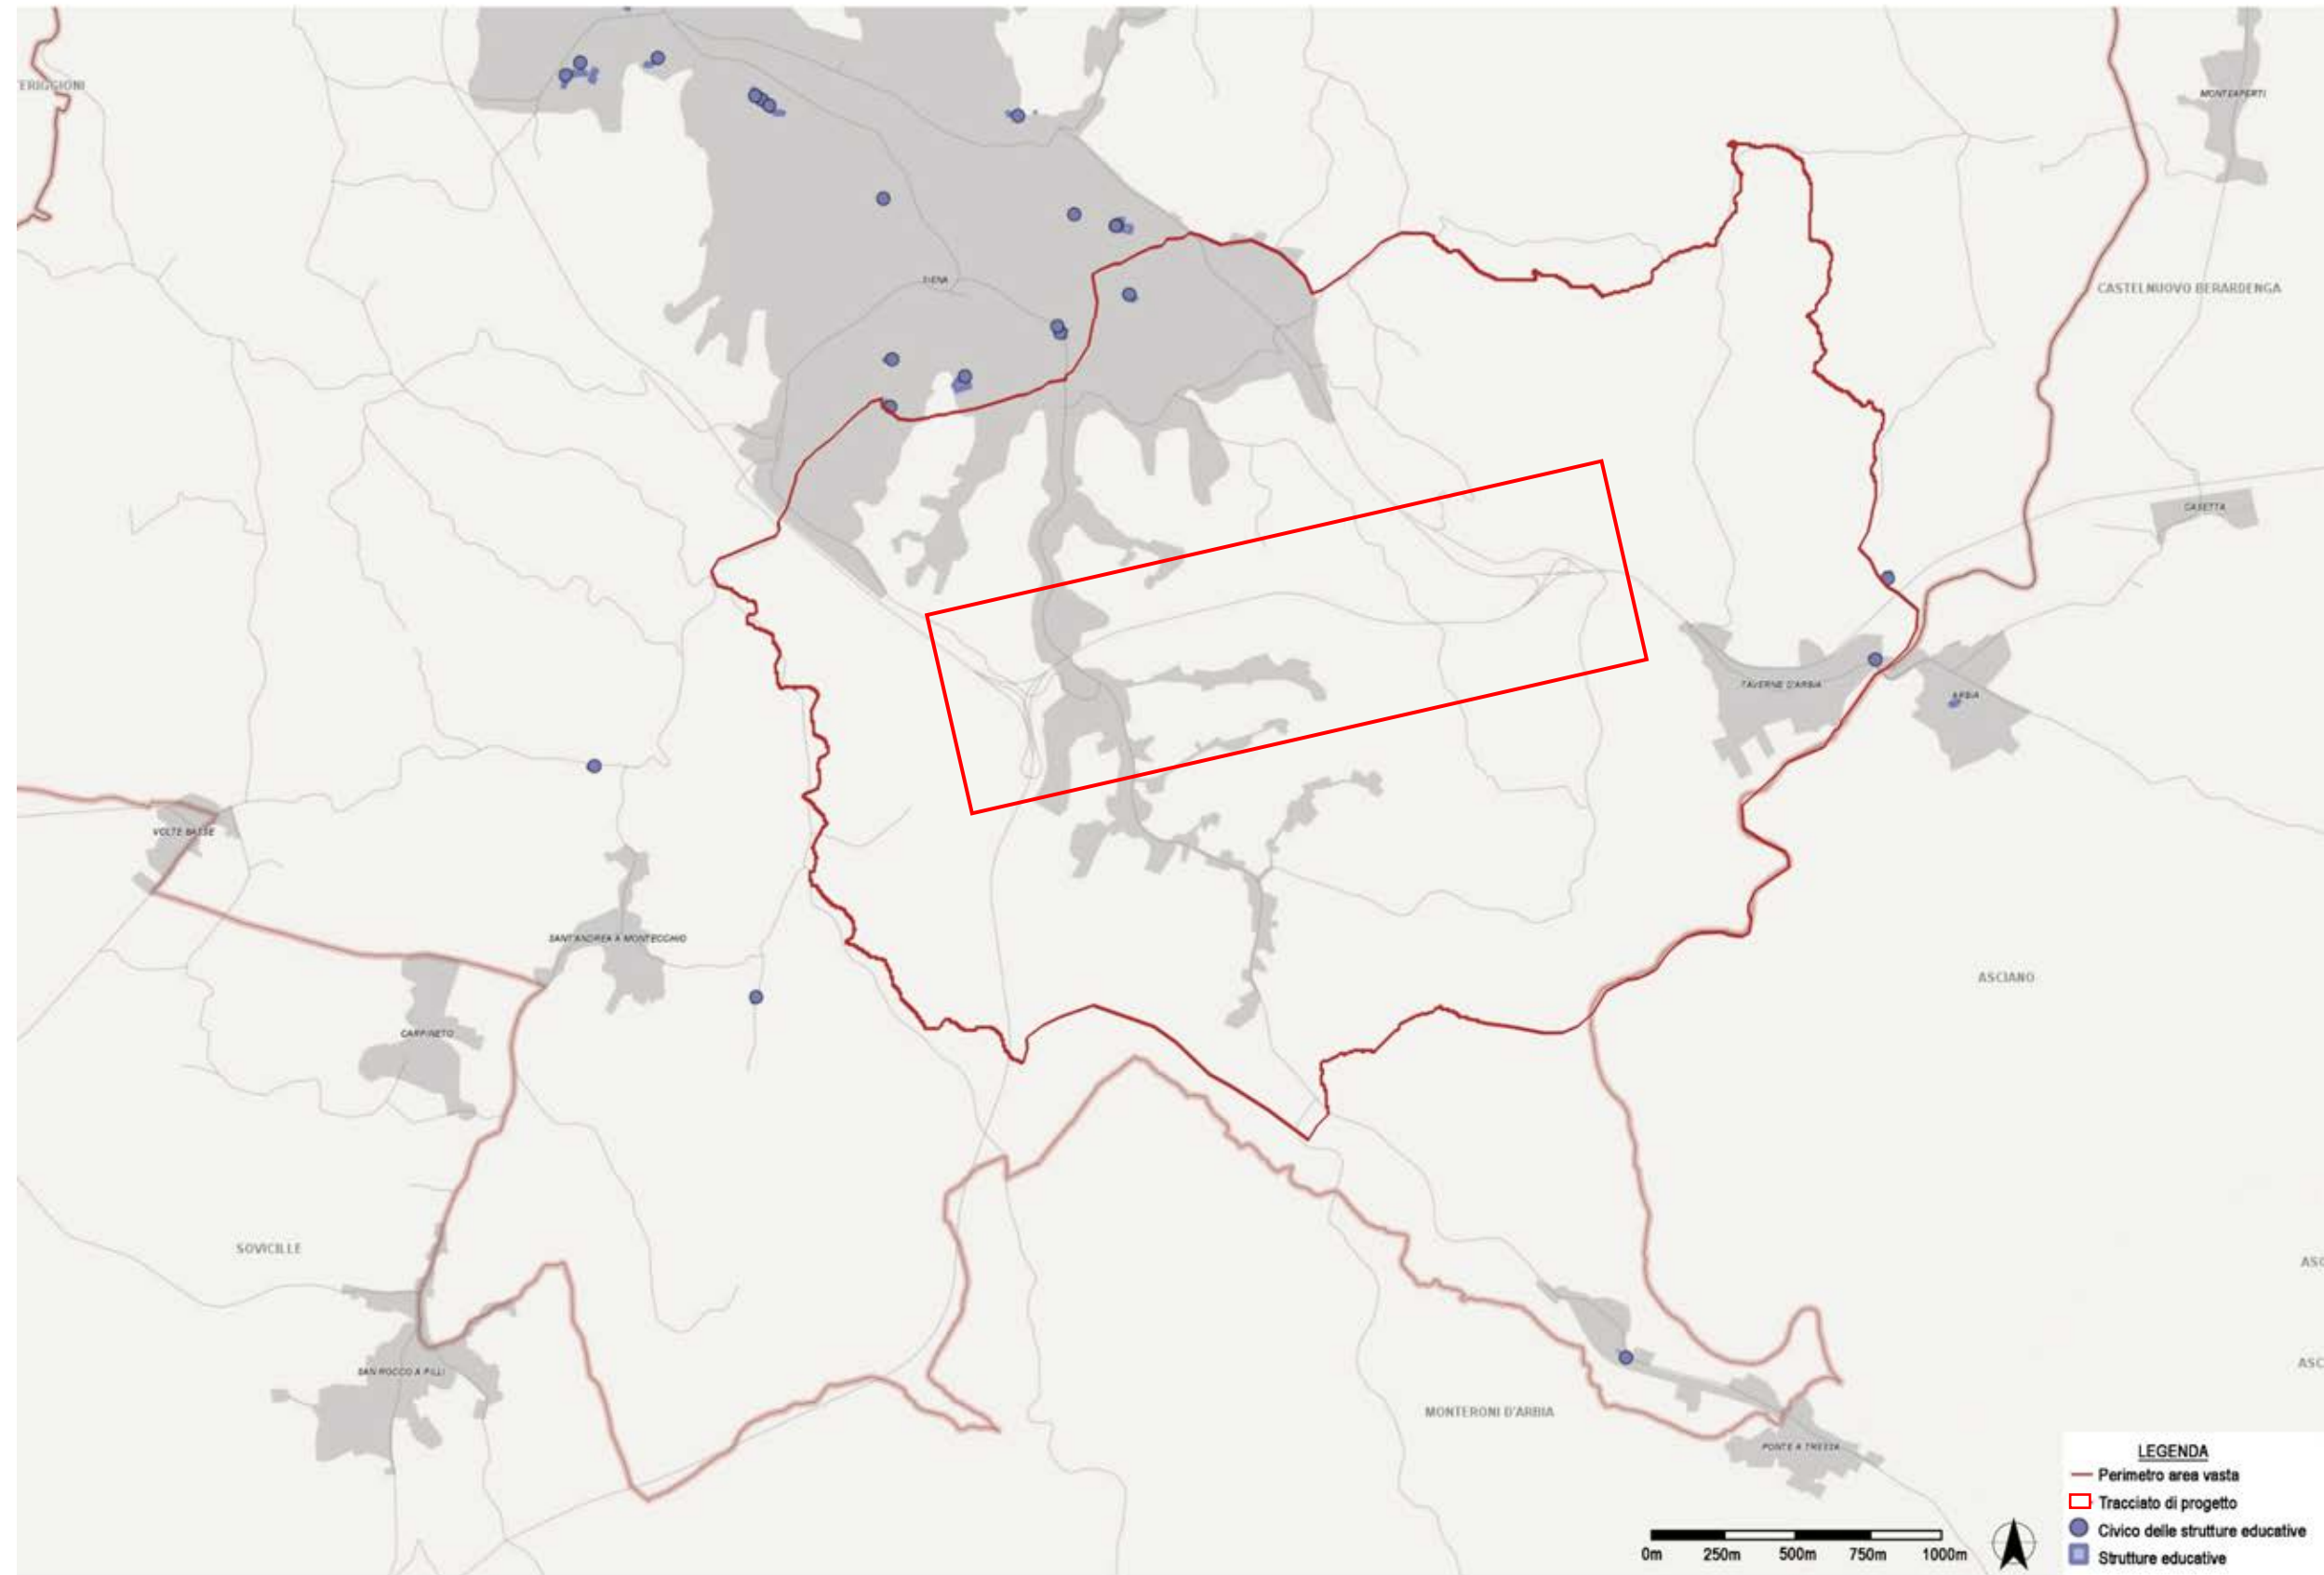 ERIGGIONI
MONTEAPERTI
SIENA
CASTELNUOVO BERARDENGA
CASETTA
TAVERNE D'ARBIA
ARBIA
VOLTE BASSE
SANT'ANDREA A MONTECCHIO
ASCIANO
CARPINETO
SOVICILLE
ASC
SAN ROCCO A PILLI
ASC
MONTERONI D'ARBIA
PONTE A TRESSA
LEGENDA
Perimetro area vasta
Tracciato di progetto
Civico delle strutture educative
Strutture educative
0m 250m 500m 750m 1000m